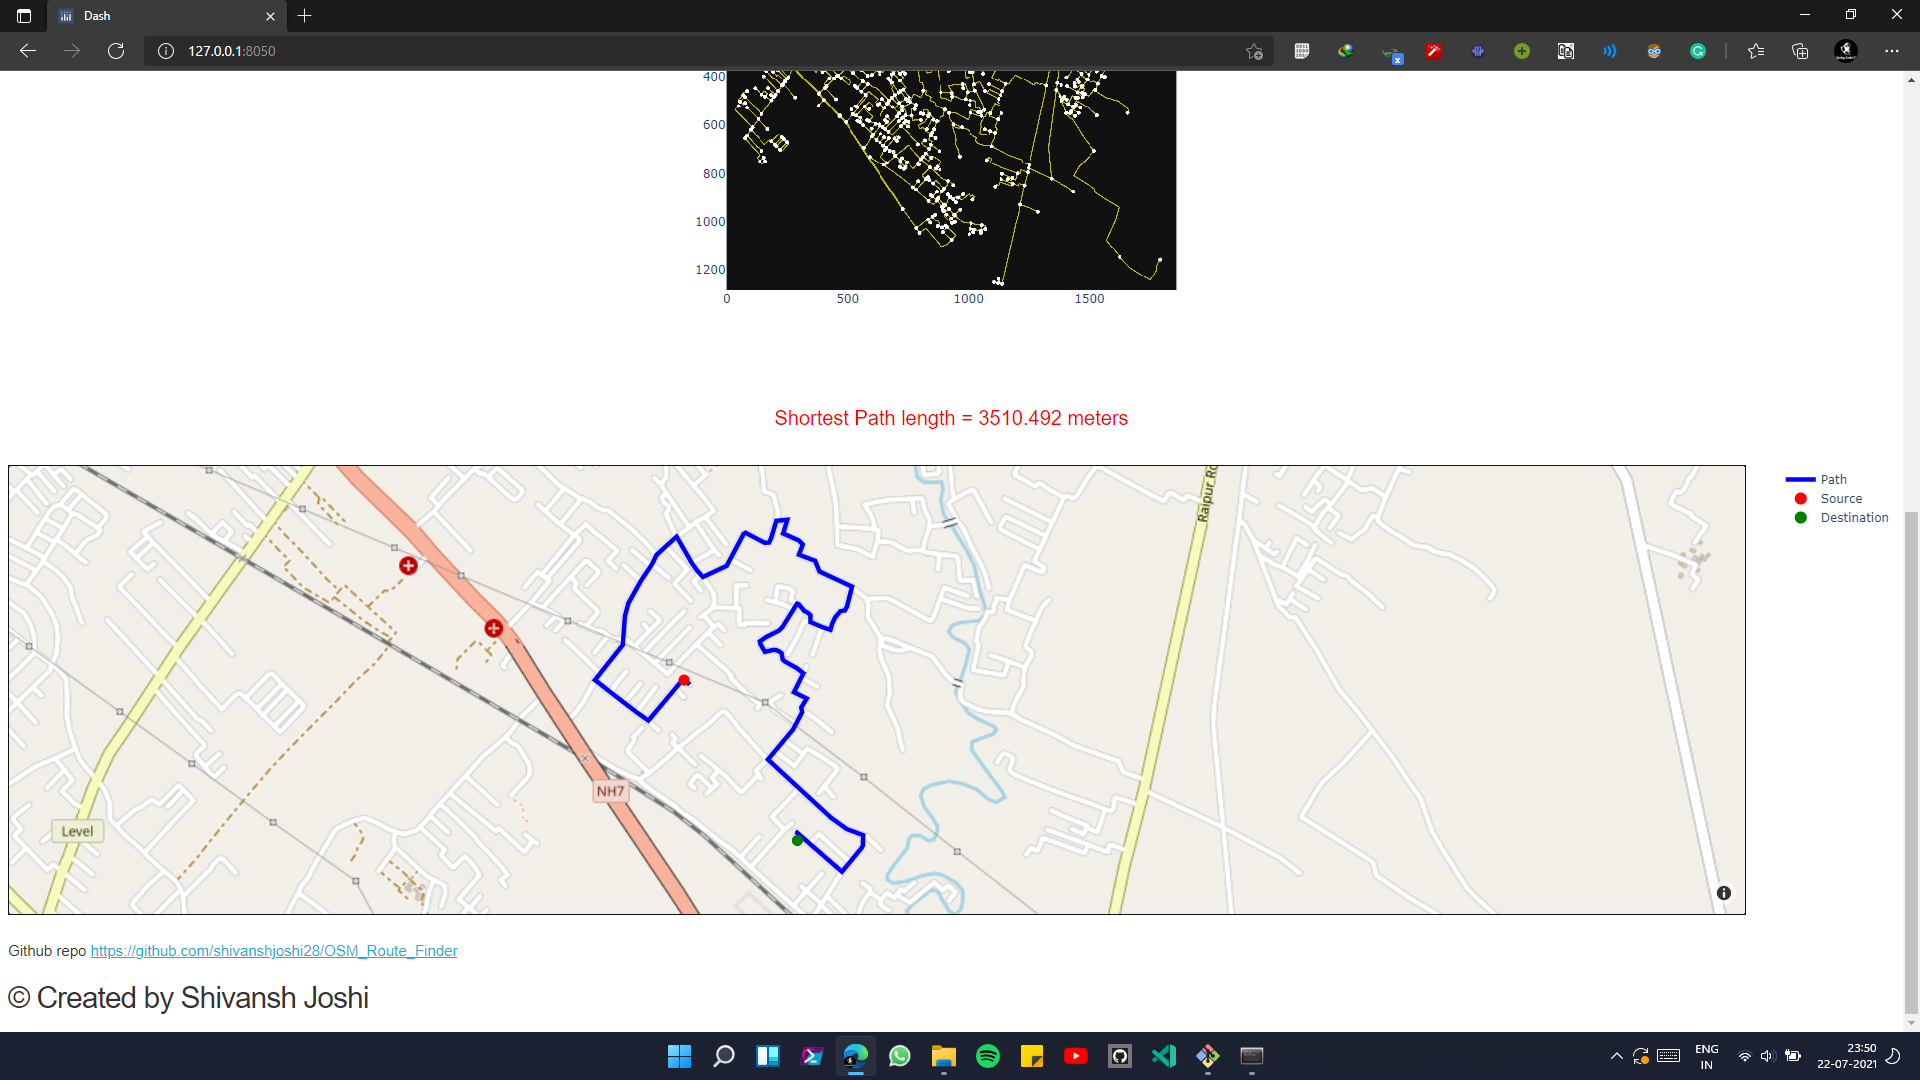 Dash
127.0.0.1:8050
400
600
800
1000
1200
0 500 1000 1500
Shortest Path length = 3510.492 meters
Path
Source
Destination
Raipur Ro
NH7
Level
Github repo https://github.com/shivanshjoshi28/OSM_Route_Finder
© Created by Shivansh Joshi
ENG
IN
23:50
22-07-2021